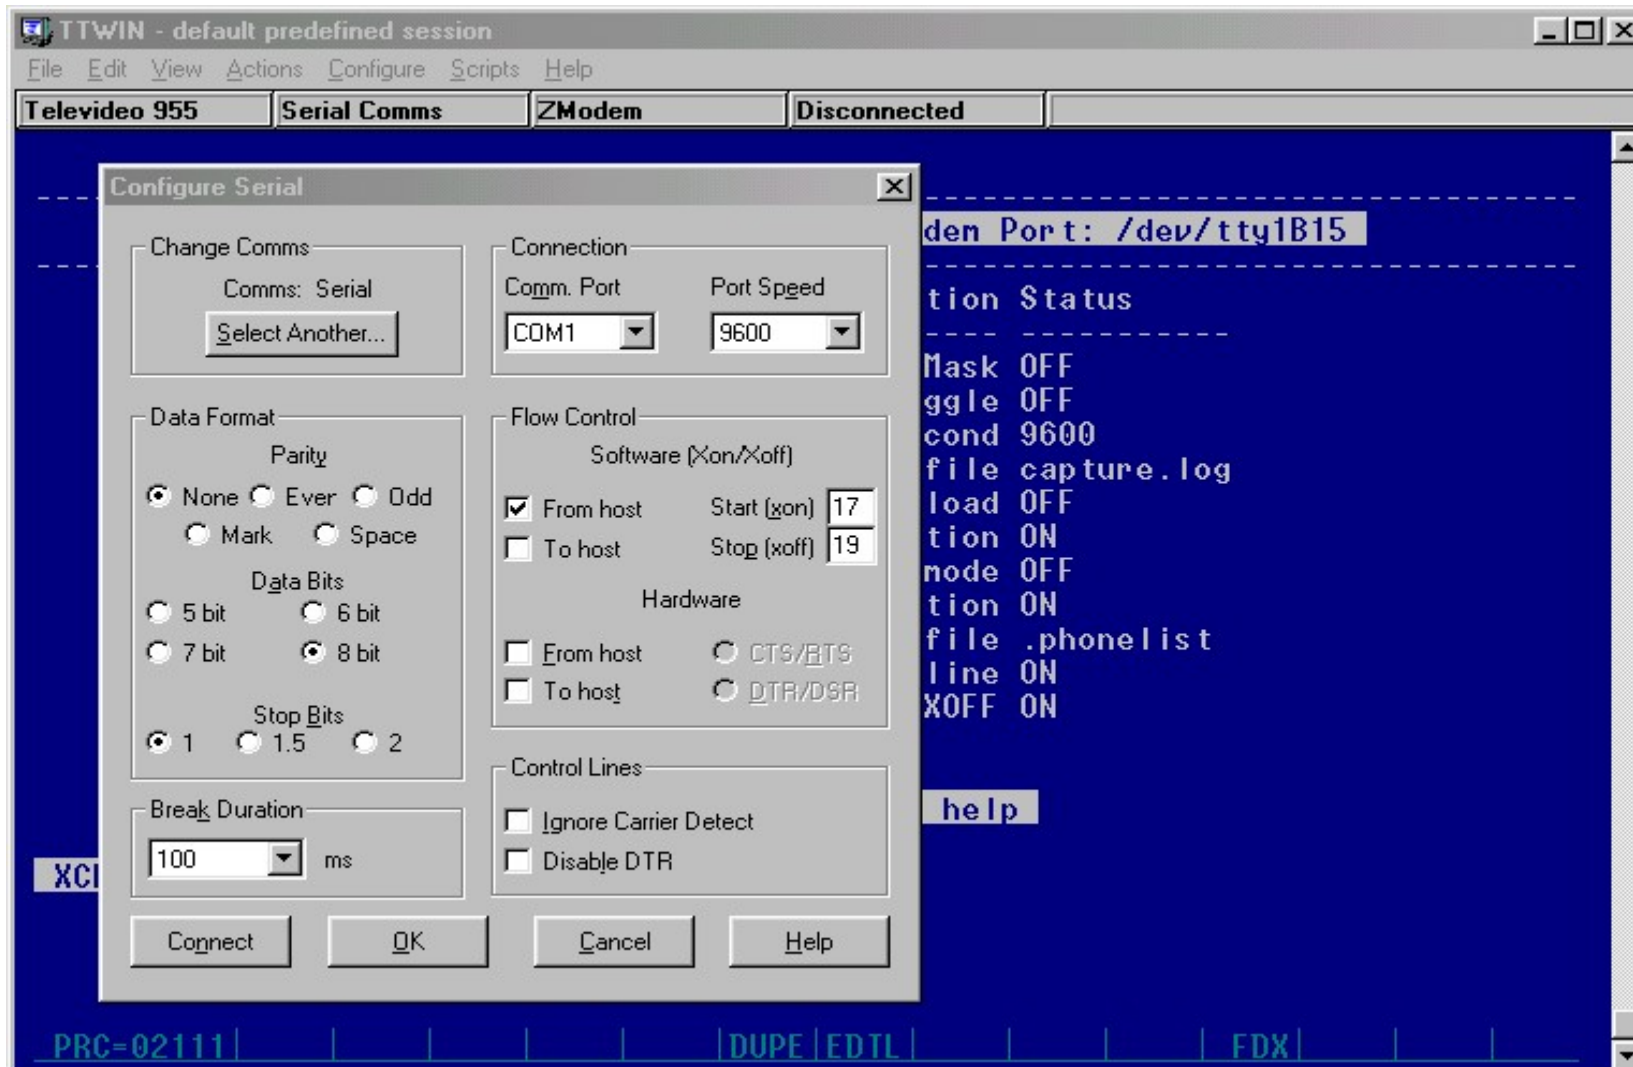 TTWIN - default predefined session
File Edit View Actions Configure Scripts Help
Televideo 955 Serial Comms ZModem Disconnected
Configure Serial
Change Comms
Comms: Serial
Select Another...
Connection
Comm. Port Port Speed
COM1 9600
Data Format
Parity
None Ever Odd
Mark Space
Data Bits
5 bit 6 bit
7 bit 8 bit
Stop Bits
1 1.5 2
Flow Control
Software (Xon/Xoff)
From host Start (xon) 17
To host Stop (xoff) 19
Hardware
From host CTS/RTS
To host DTR/DSR
Control Lines
Ignore Carrier Detect
Disable DTR
Break Duration
100 ms
Connect OK Cancel Help
dem Port: /dev/tty1B15
tion Status
Mask OFF
ggle OFF
cond 9600
file capture.log
load OFF
tion ON
mode OFF
tion ON
file .phonelist
line ON
XOFF ON
help
PRC=02111 DUPE EDTL FDX